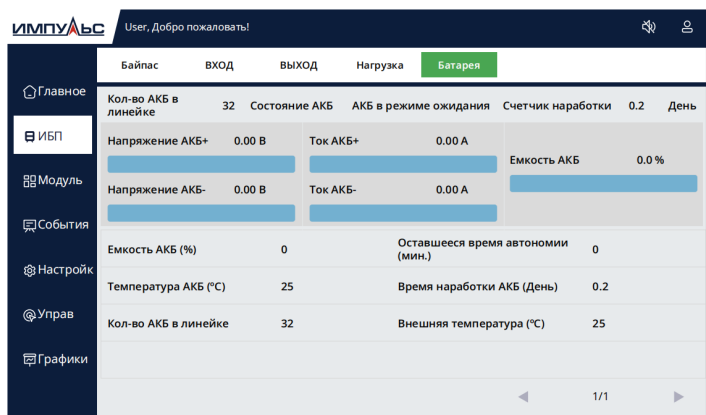 ИМПУЛЬС
User, Добро пожаловать!
Байпас ВХОД ВЫХОД Нагрузка Батарея
Главное
ИБП
Модуль
События
Настройк
Управ
Графики
Кол-во АКБ в линейке 32 Состояние АКБ АКБ в режиме ожидания Счетчик наработки 0.2 День
Напряжение АКБ+ 0.00 В Ток АКБ+ 0.00 А
Емкость АКБ 0.0 %
Напряжение АКБ- 0.00 В Ток АКБ- 0.00 А
Емкость АКБ (%) 0 Оставшееся время автономии (мин.) 0
Температура АКБ (°C) 25 Время наработки АКБ (День) 0.2
Кол-во АКБ в линейке 32 Внешняя температура (°C) 25
1/1